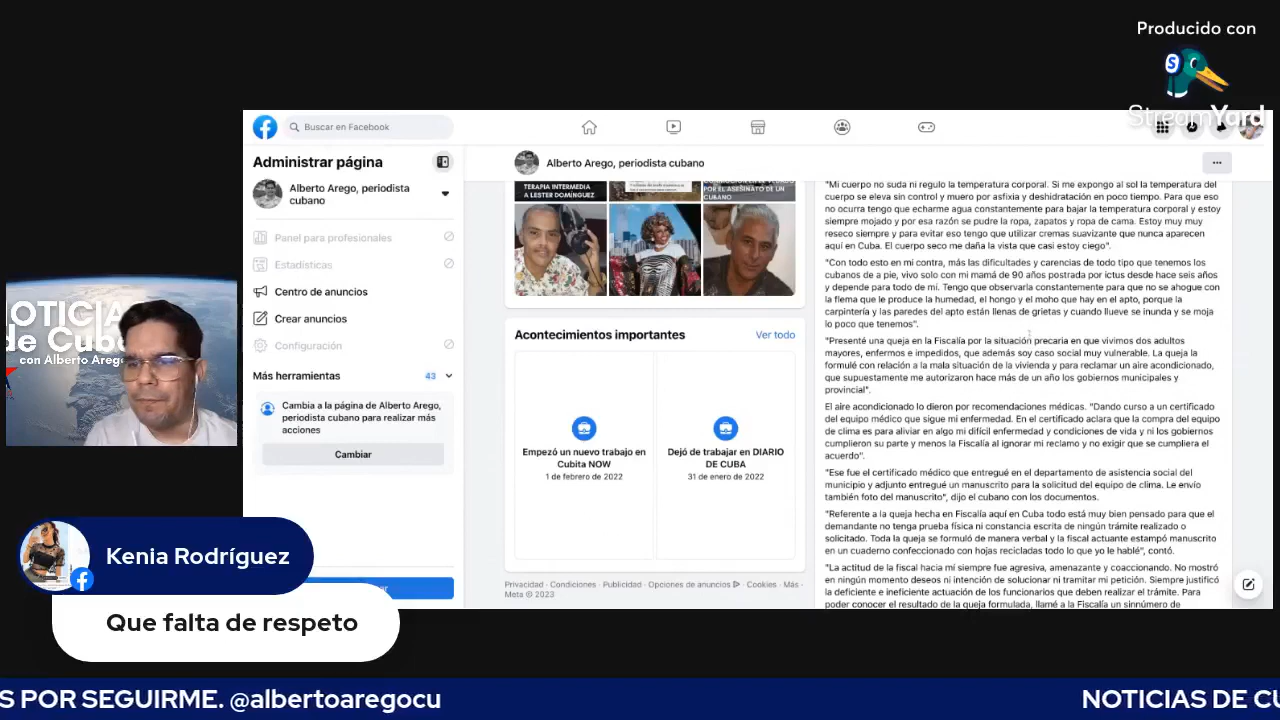 Producido con
StreamYard
Buscar en Facebook
Administrar página
Alberto Arego, periodista
cubano
Panel para profesionales
Estadísticas
Centro de anuncios
Crear anuncios
Configuración
Más herramientas 43
Cambia a la página de Alberto Arego,
periodista cubano para realizar más
acciones
Cambiar
Alberto Arego, periodista cubano
TERAPIA INTERMEDIA
A LESTER DOMÍNGUEZ
POR EL ASESINATO DE UN
CUBANO
Acontecimientos importantes Ver todo
Empezó un nuevo trabajo en
Cubita NOW
1 de febrero de 2022
Dejó de trabajar en DIARIO
DE CUBA
31 de enero de 2022
Privacidad · Condiciones · Publicidad · Opciones de anuncios · Cookies · Más ·
Meta © 2023
"Mi cuerpo no suda ni regulo la temperatura corporal. Si me expongo al sol la temperatura del
cuerpo se eleva sin control y muero por asfixia y deshidratación en poco tiempo. Para que eso
no ocurra tengo que echarme agua constantemente para bajar la temperatura corporal y estoy
siempre mojado y por esa razón se pudre la ropa, zapatos y ropa de cama. Estoy muy muy
reseco siempre y para evitar eso tengo que utilizar cremas suavizante que nunca aparecen
aquí en Cuba. El cuerpo seco me daña la vista que casi estoy ciego".
"Con todo esto en mi contra, más las dificultades y carencias de todo tipo que tenemos los
cubanos de a pie, vivo solo con mi mamá de 90 años postrada por ictus desde hace seis años
y depende para todo de mí. Tengo que observarla constantemente para que no se ahogue con
la flema que le produce la humedad, el hongo y el moho que hay en el apto, porque la
carpintería y las paredes del apto están llenas de grietas y cuando llueve se inunda y se moja
lo poco que tenemos".
"Presenté una queja en la Fiscalía por la situación precaria en que vivimos dos adultos
mayores, enfermos e impedidos, que además soy caso social muy vulnerable. La queja la
formulé con relación a la mala situación de la vivienda y para reclamar un aire acondicionado,
que supuestamente me autorizaron hace más de un año los gobiernos municipales y
provincial".
El aire acondicionado lo dieron por recomendaciones médicas. "Dando curso a un certificado
del equipo médico que sigue mi enfermedad. En el certificado aclara que la compra del equipo
de clima es para aliviar en algo mi difícil enfermedad y condiciones de vida y ni los gobiernos
cumplieron su parte y menos la Fiscalía al ignorar mi reclamo y no exigir que se cumpliera el
acuerdo".
"Ese fue el certificado médico que entregué en el departamento de asistencia social del
municipio y adjunto entregué un manuscrito para la solicitud del equipo de clima. Le envío
también foto del manuscrito", dijo el cubano con los documentos.
"Referente a la queja hecha en Fiscalía aquí en Cuba todo está muy bien pensado para que el
demandante no tenga prueba física ni constancia escrita de ningún trámite realizado o
solicitado. Toda la queja se formuló de manera verbal y la fiscal actuante estampó manuscrito
en un cuaderno confeccionado con hojas recicladas todo lo que yo le hablé", contó.
"La actitud de la fiscal hacia mí siempre fue agresiva, amenazante y coaccionando. No mostró
en ningún momento deseos ni intención de solucionar ni tramitar mi petición. Siempre justificó
la deficiente e ineficiente actuación de los funcionarios que deben realizar el trámite. Para
poder conocer el resultado de la queja formulada, llamé a la Fiscalía un sinnúmero de
NOTICIA
de C
con Alberto Areg
Kenia Rodríguez
Que falta de respeto
S POR SEGUIRME. @albertoaregocu NOTICIAS DE CU